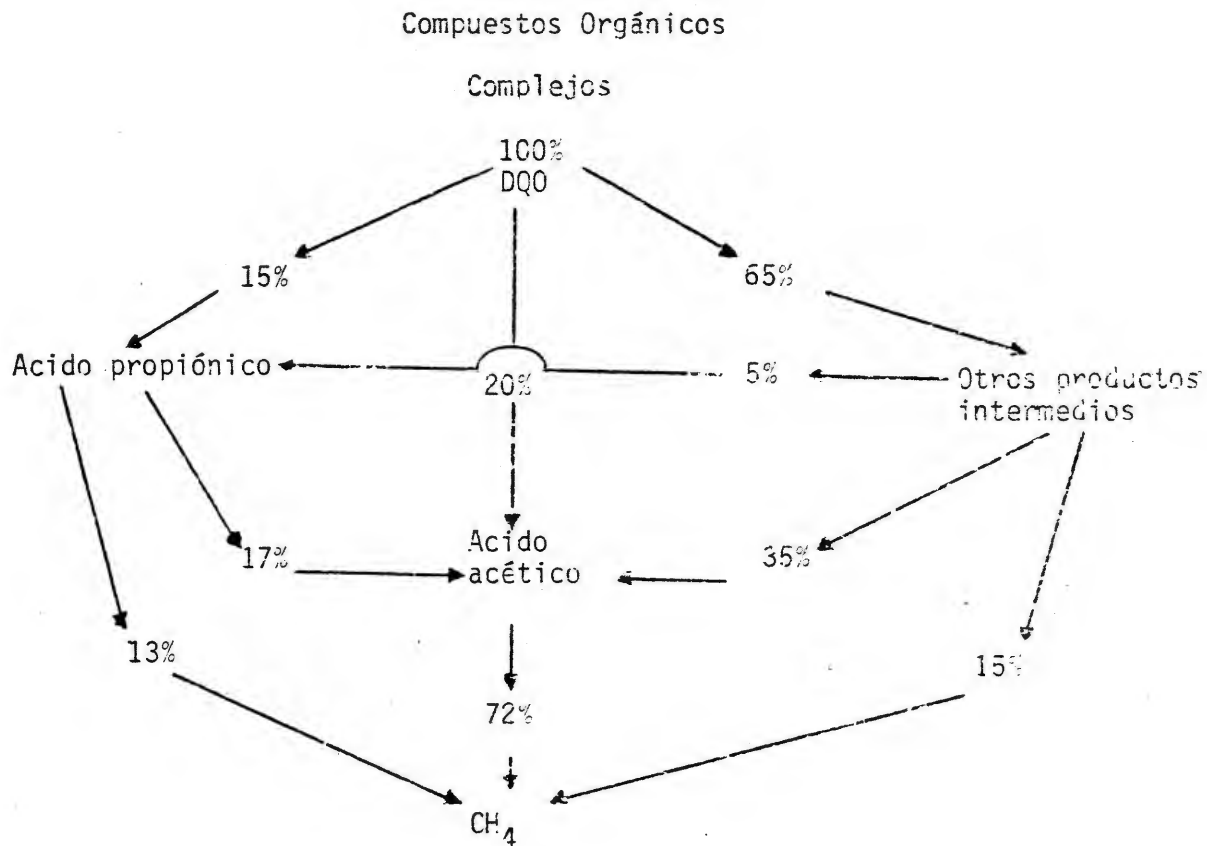 Compuestos Orgánicos
Complejos
100%
DQO
15%
65%
Acido propiónico
20%
5%
Otros productos
intermedios
17%
Acido
acético
35%
13%
15%
72%
CH4